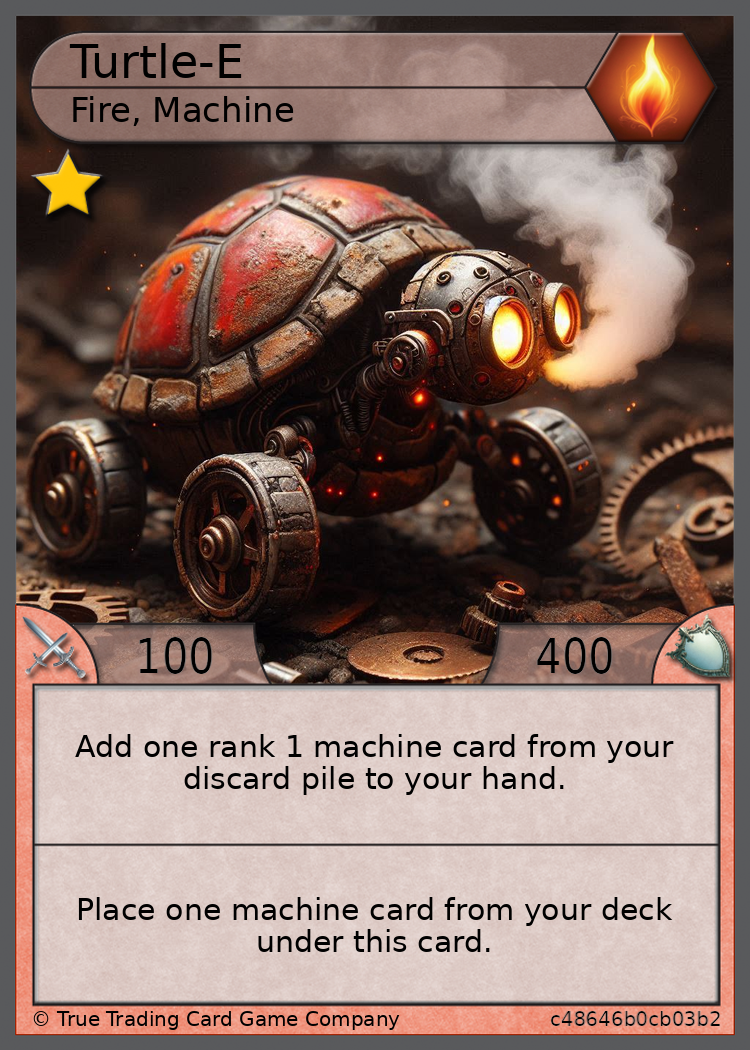 Turtle-E
Fire, Machine
100
400
Add one rank 1 machine card from your
discard pile to your hand.
Place one machine card from your deck
under this card.
© True Trading Card Game Company
c48646b0cb03b2